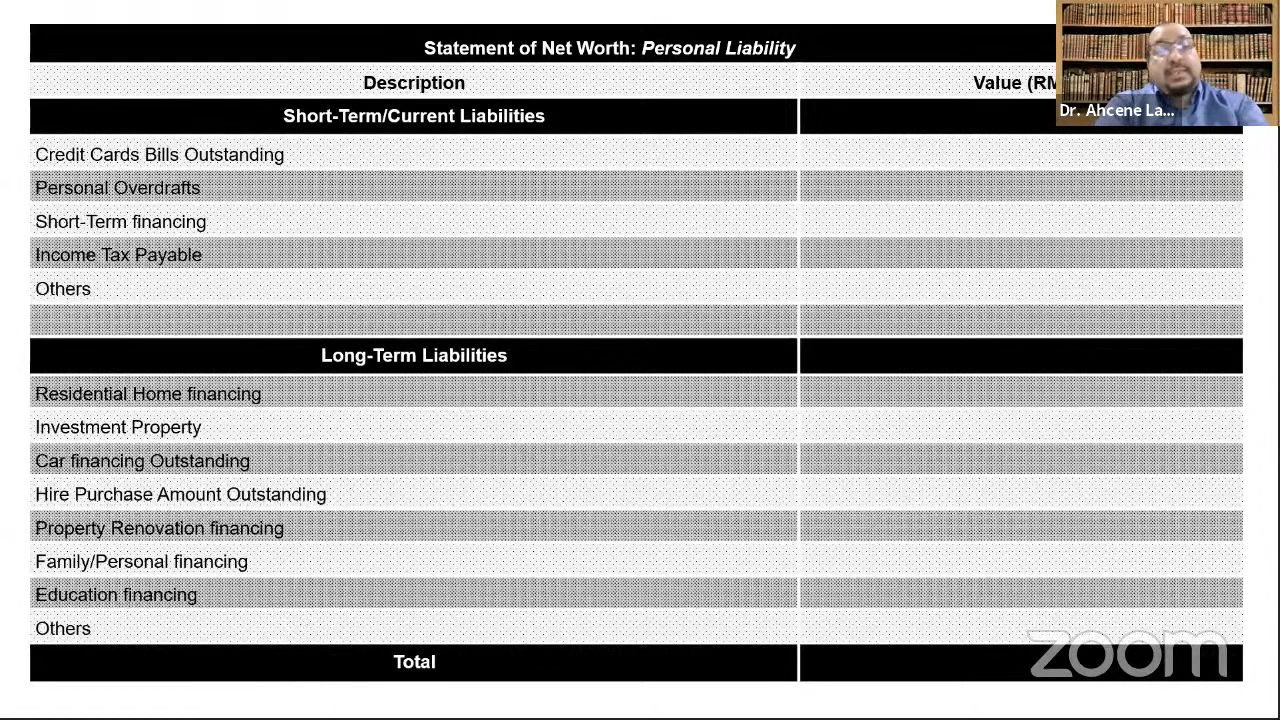 Statement of Net Worth: Personal Liability
Description Value (RM
Short-Term/Current Liabilities
Credit Cards Bills Outstanding
Personal Overdrafts
Short-Term financing
Income Tax Payable
Others
Long-Term Liabilities
Residential Home financing
Investment Property
Car financing Outstanding
Hire Purchase Amount Outstanding
Property Renovation financing
Family/Personal financing
Education financing
Others
Total
Dr. Ahcene La...
zoom